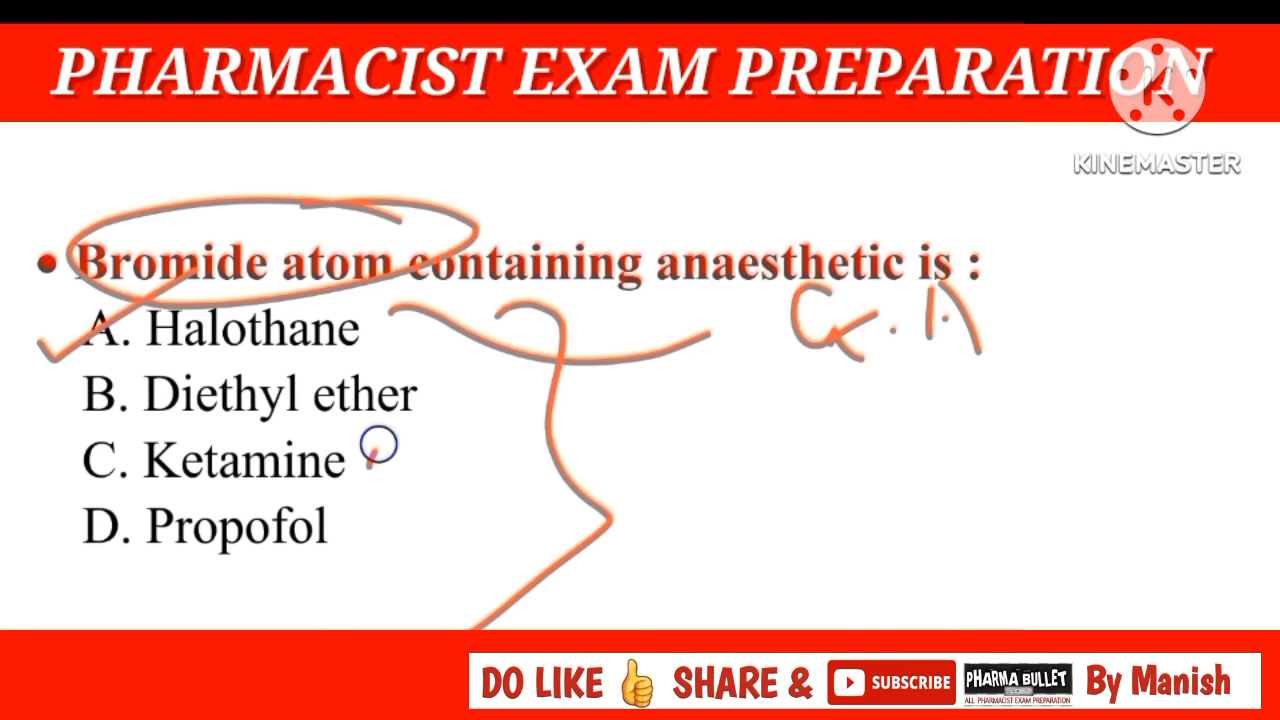 PHARMACIST EXAM PREPARATION
KINEMASTER
• Bromide atom containing anaesthetic is :
A. Halothane
G.A
B. Diethyl ether
C. Ketamine
D. Propofol
DO LIKE SHARE & SUBSCRIBE PHARMA BULLET By Manish
ALL PHARMACIST EXAM PREPARATION